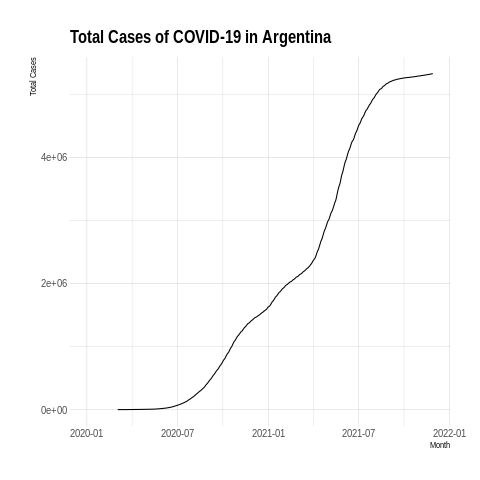 Total Cases of COVID-19 in Argentina
Total Cases
4e+06
2e+06
0e+00
2020-01 2020-07 2021-01 2021-07 2022-01
Month